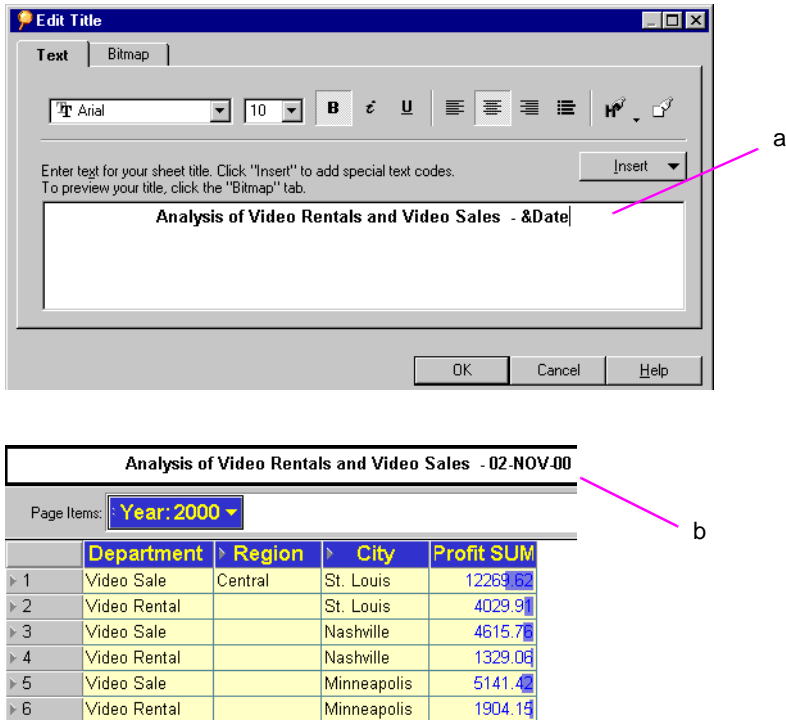 Edit Title
Text Bitmap
Arial 10 B i U
Enter text for your sheet title. Click "Insert" to add special text codes.
To preview your title, click the "Bitmap" tab.
Insert
a
Analysis of Video Rentals and Video Sales - &Date
OK Cancel Help
Analysis of Video Rentals and Video Sales - 02-NOV-00
b
Page Items: Year: 2000
Department Region City Profit SUM
1 Video Sale Central St. Louis 12269.62
2 Video Rental St. Louis 4029.91
3 Video Sale Nashville 4615.76
4 Video Rental Nashville 1329.06
5 Video Sale Minneapolis 5141.42
6 Video Rental Minneapolis 1904.15